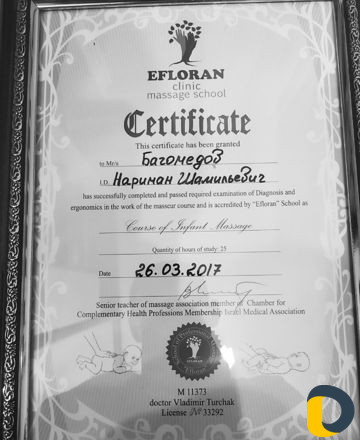 EFLORAN
clinic
massage school
Certificate
This certificate has been granted
to Mr/s Багомедов
I.D. Нариман Шамильевич
has successfully completed and passed required examination of Diagnosis and
ergonomics in the work of the masseur course and is accredited by "Efloran" School as
Course of Infant Massage
Quantity of hours of study: 25
Date 26.03.2017
Senior teacher of massage association member of Chamber for
Complementary Health Professions Membership Israel Medical Association
EFLORAN
M 11373
doctor Vladimir Turchak
License № 33292